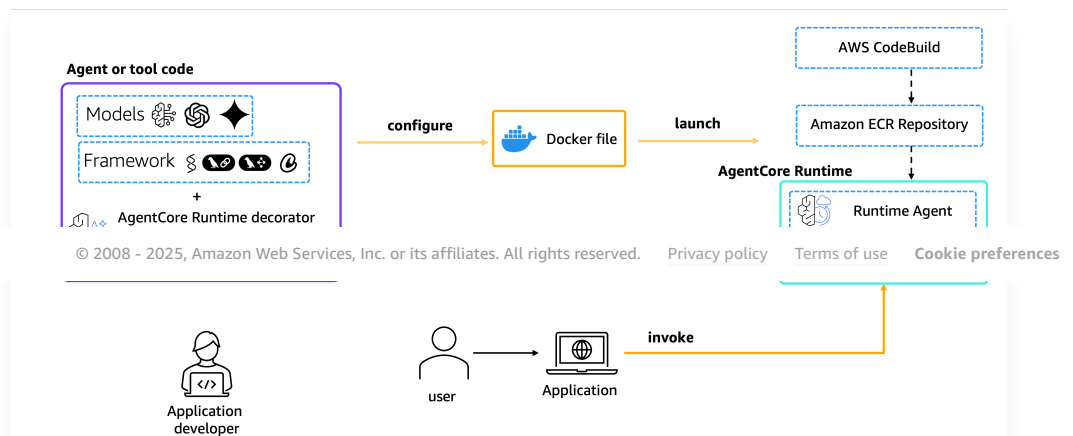 AWS CodeBuild
Agent or tool code
Models
configure
Docker file
launch
Amazon ECR Repository
Framework
AgentCore Runtime
+
AgentCore Runtime decorator
Runtime Agent
© 2008 - 2025, Amazon Web Services, Inc. or its affiliates. All rights reserved. Privacy policy Terms of use Cookie preferences
invoke
</>
user
Application
Application
developer